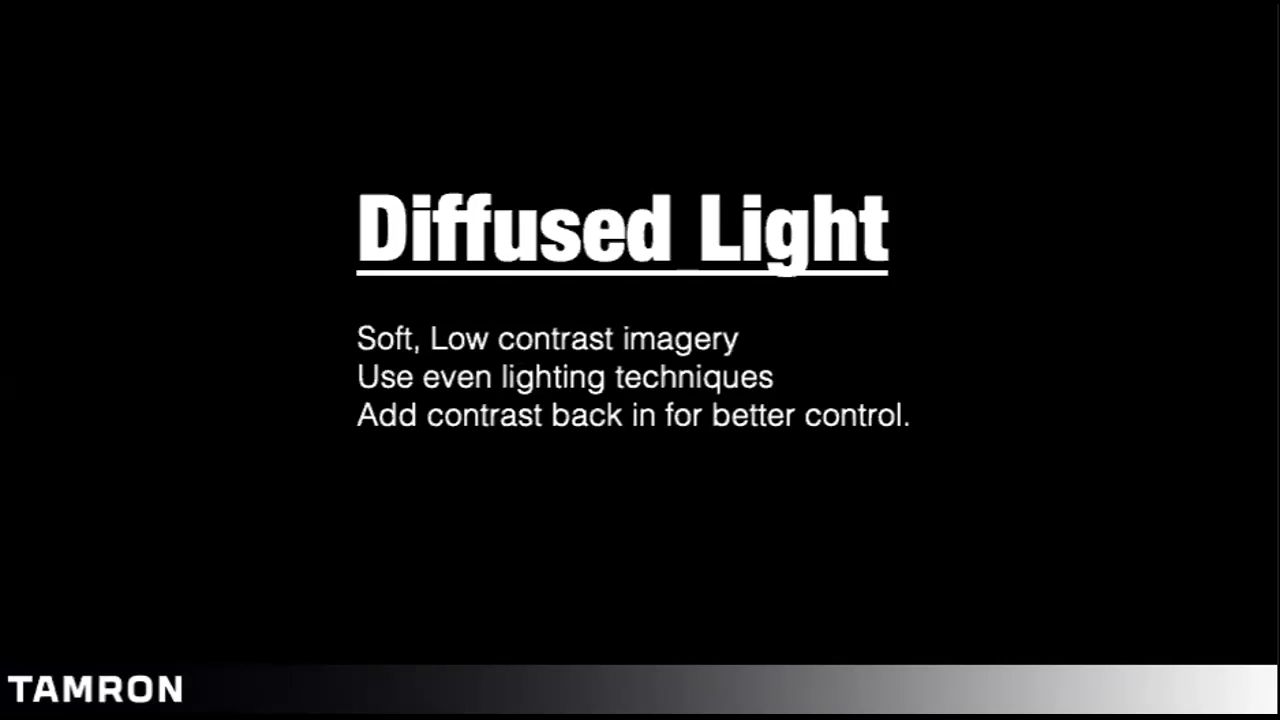 Diffused Light
Soft, Low contrast imagery
Use even lighting techniques
Add contrast back in for better control.
TAMRON